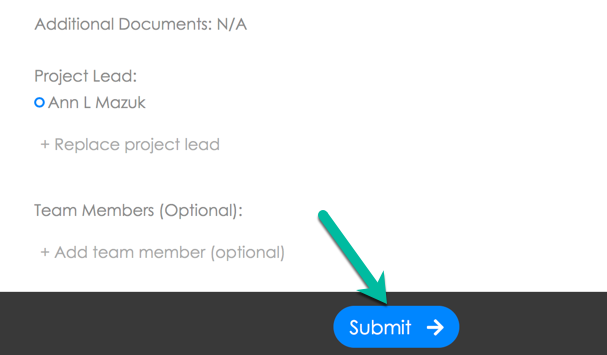 Additional Documents: N/A
Project Lead:
Ann L Mazuk
+ Replace project lead
Team Members (Optional):
+ Add team member (optional)
Submit